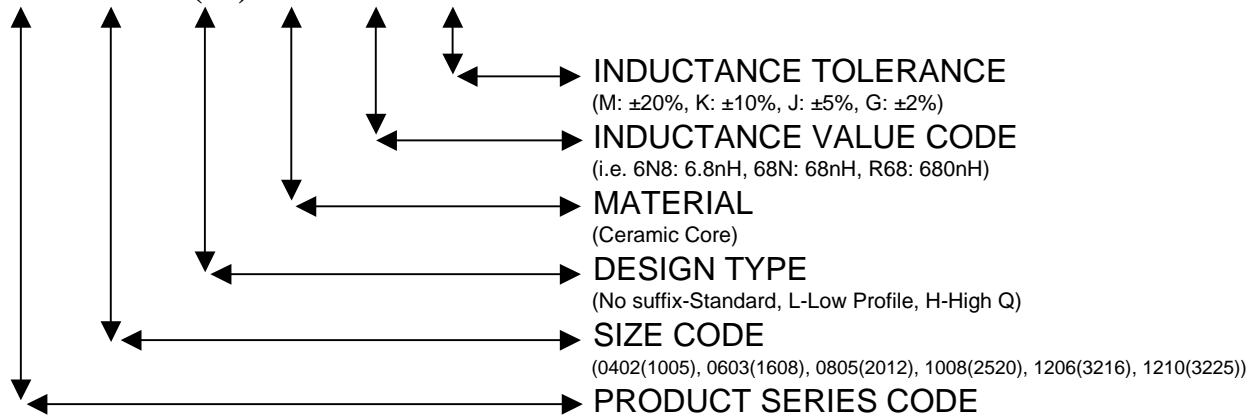 INDUCTANCE TOLERANCE
(M: ±20%, K: ±10%, J: ±5%, G: ±2%)
INDUCTANCE VALUE CODE
(i.e. 6N8: 6.8nH, 68N: 68nH, R68: 680nH)
MATERIAL
(Ceramic Core)
DESIGN TYPE
(No suffix-Standard, L-Low Profile, H-High Q)
SIZE CODE
(0402(1005), 0603(1608), 0805(2012), 1008(2520), 1206(3216), 1210(3225))
PRODUCT SERIES CODE